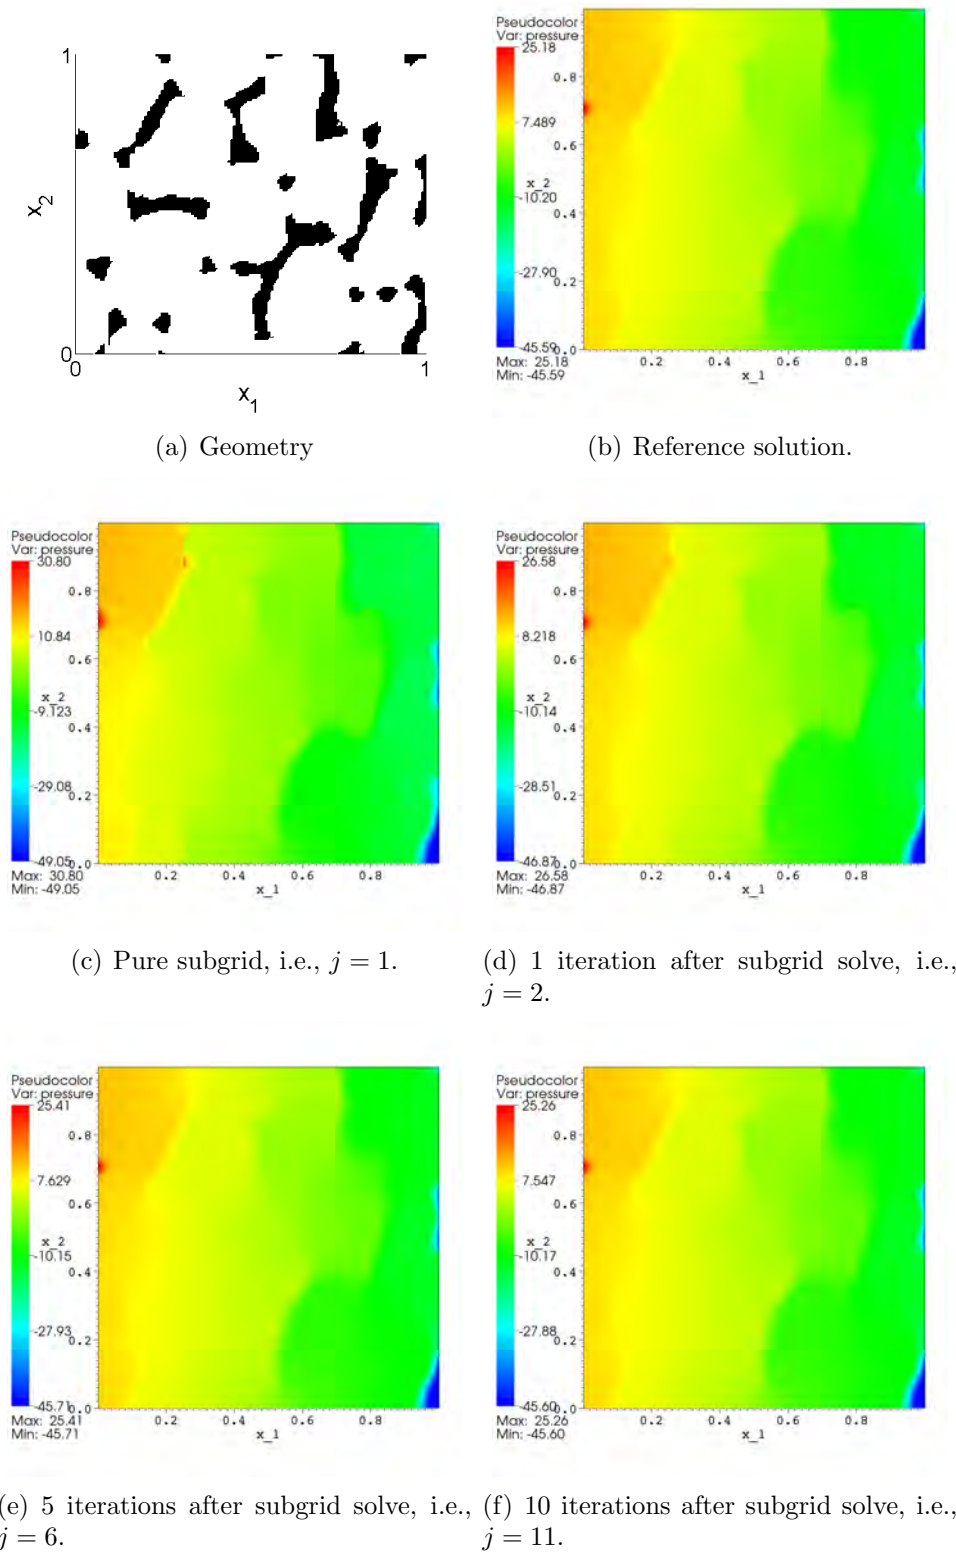 1
x_2
0
0
1
x_1
(a) Geometry
Pseudocolor
Var: pressure
25.18
7.489
-10.20
-27.90
-45.59
Max: 25.18
Min: -45.59
0.8
0.6
x_2
0.4
0.2
0.0
0.2 0.4 0.6 0.8
x_1
(b) Reference solution.
Pseudocolor
Var: pressure
30.80
10.84
-9.123
-29.08
-49.05
Max: 30.80
Min: -49.05
0.8
0.6
x_2
0.4
0.2
0.0
0.2 0.4 0.6 0.8
x_1
(c) Pure subgrid, i.e., j = 1.
Pseudocolor
Var: pressure
26.58
8.218
-10.14
-28.51
-46.87
Max: 26.58
Min: -46.87
0.8
0.6
x_2
0.4
0.2
0.0
0.2 0.4 0.6 0.8
x_1
(d) 1 iteration after subgrid solve, i.e.,
j = 2.
Pseudocolor
Var: pressure
25.41
7.629
-10.15
-27.93
-45.71
Max: 25.41
Min: -45.71
0.8
0.6
x_2
0.4
0.2
0.0
0.2 0.4 0.6 0.8
x_1
(e) 5 iterations after subgrid solve, i.e.,
j = 6.
Pseudocolor
Var: pressure
25.26
7.547
-10.17
-27.88
-45.60
Max: 25.26
Min: -45.60
0.8
0.6
x_2
0.4
0.2
0.0
0.2 0.4 0.6 0.8
x_1
(f) 10 iterations after subgrid solve, i.e.,
j = 11.